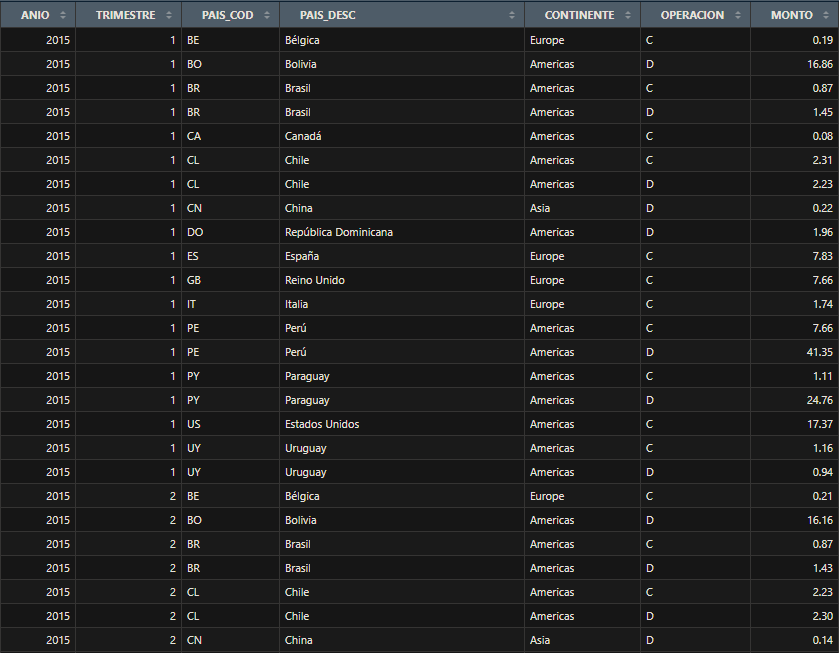 ANIO TRIMESTRE PAIS_COD PAIS_DESC CONTINENTE OPERACION MONTO
2015 1 BE Bélgica Europe C 0.19
2015 1 BO Bolivia Americas D 16.86
2015 1 BR Brasil Americas C 0.87
2015 1 BR Brasil Americas D 1.45
2015 1 CA Canadá Americas C 0.08
2015 1 CL Chile Americas C 2.31
2015 1 CL Chile Americas D 2.23
2015 1 CN China Asia D 0.22
2015 1 DO República Dominicana Americas D 1.96
2015 1 ES España Europe C 7.83
2015 1 GB Reino Unido Europe C 7.66
2015 1 IT Italia Europe C 1.74
2015 1 PE Perú Americas C 7.66
2015 1 PE Perú Americas D 41.35
2015 1 PY Paraguay Americas C 1.11
2015 1 PY Paraguay Americas D 24.76
2015 1 US Estados Unidos Americas C 17.37
2015 1 UY Uruguay Americas C 1.16
2015 1 UY Uruguay Americas D 0.94
2015 2 BE Bélgica Europe C 0.21
2015 2 BO Bolivia Americas D 16.16
2015 2 BR Brasil Americas C 0.87
2015 2 BR Brasil Americas D 1.43
2015 2 CL Chile Americas C 2.23
2015 2 CL Chile Americas D 2.30
2015 2 CN China Asia D 0.14